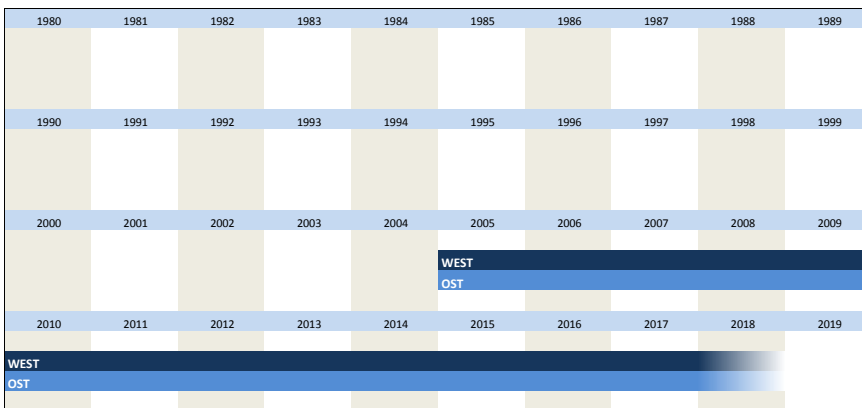 1980 1981 1982 1983 1984 1985 1986 1987 1988 1989
1990 1991 1992 1993 1994 1995 1996 1997 1998 1999
2000 2001 2002 2003 2004 2005 2006 2007 2008 2009
WEST
OST
2010 2011 2012 2013 2014 2015 2016 2017 2018 2019
WEST
OST